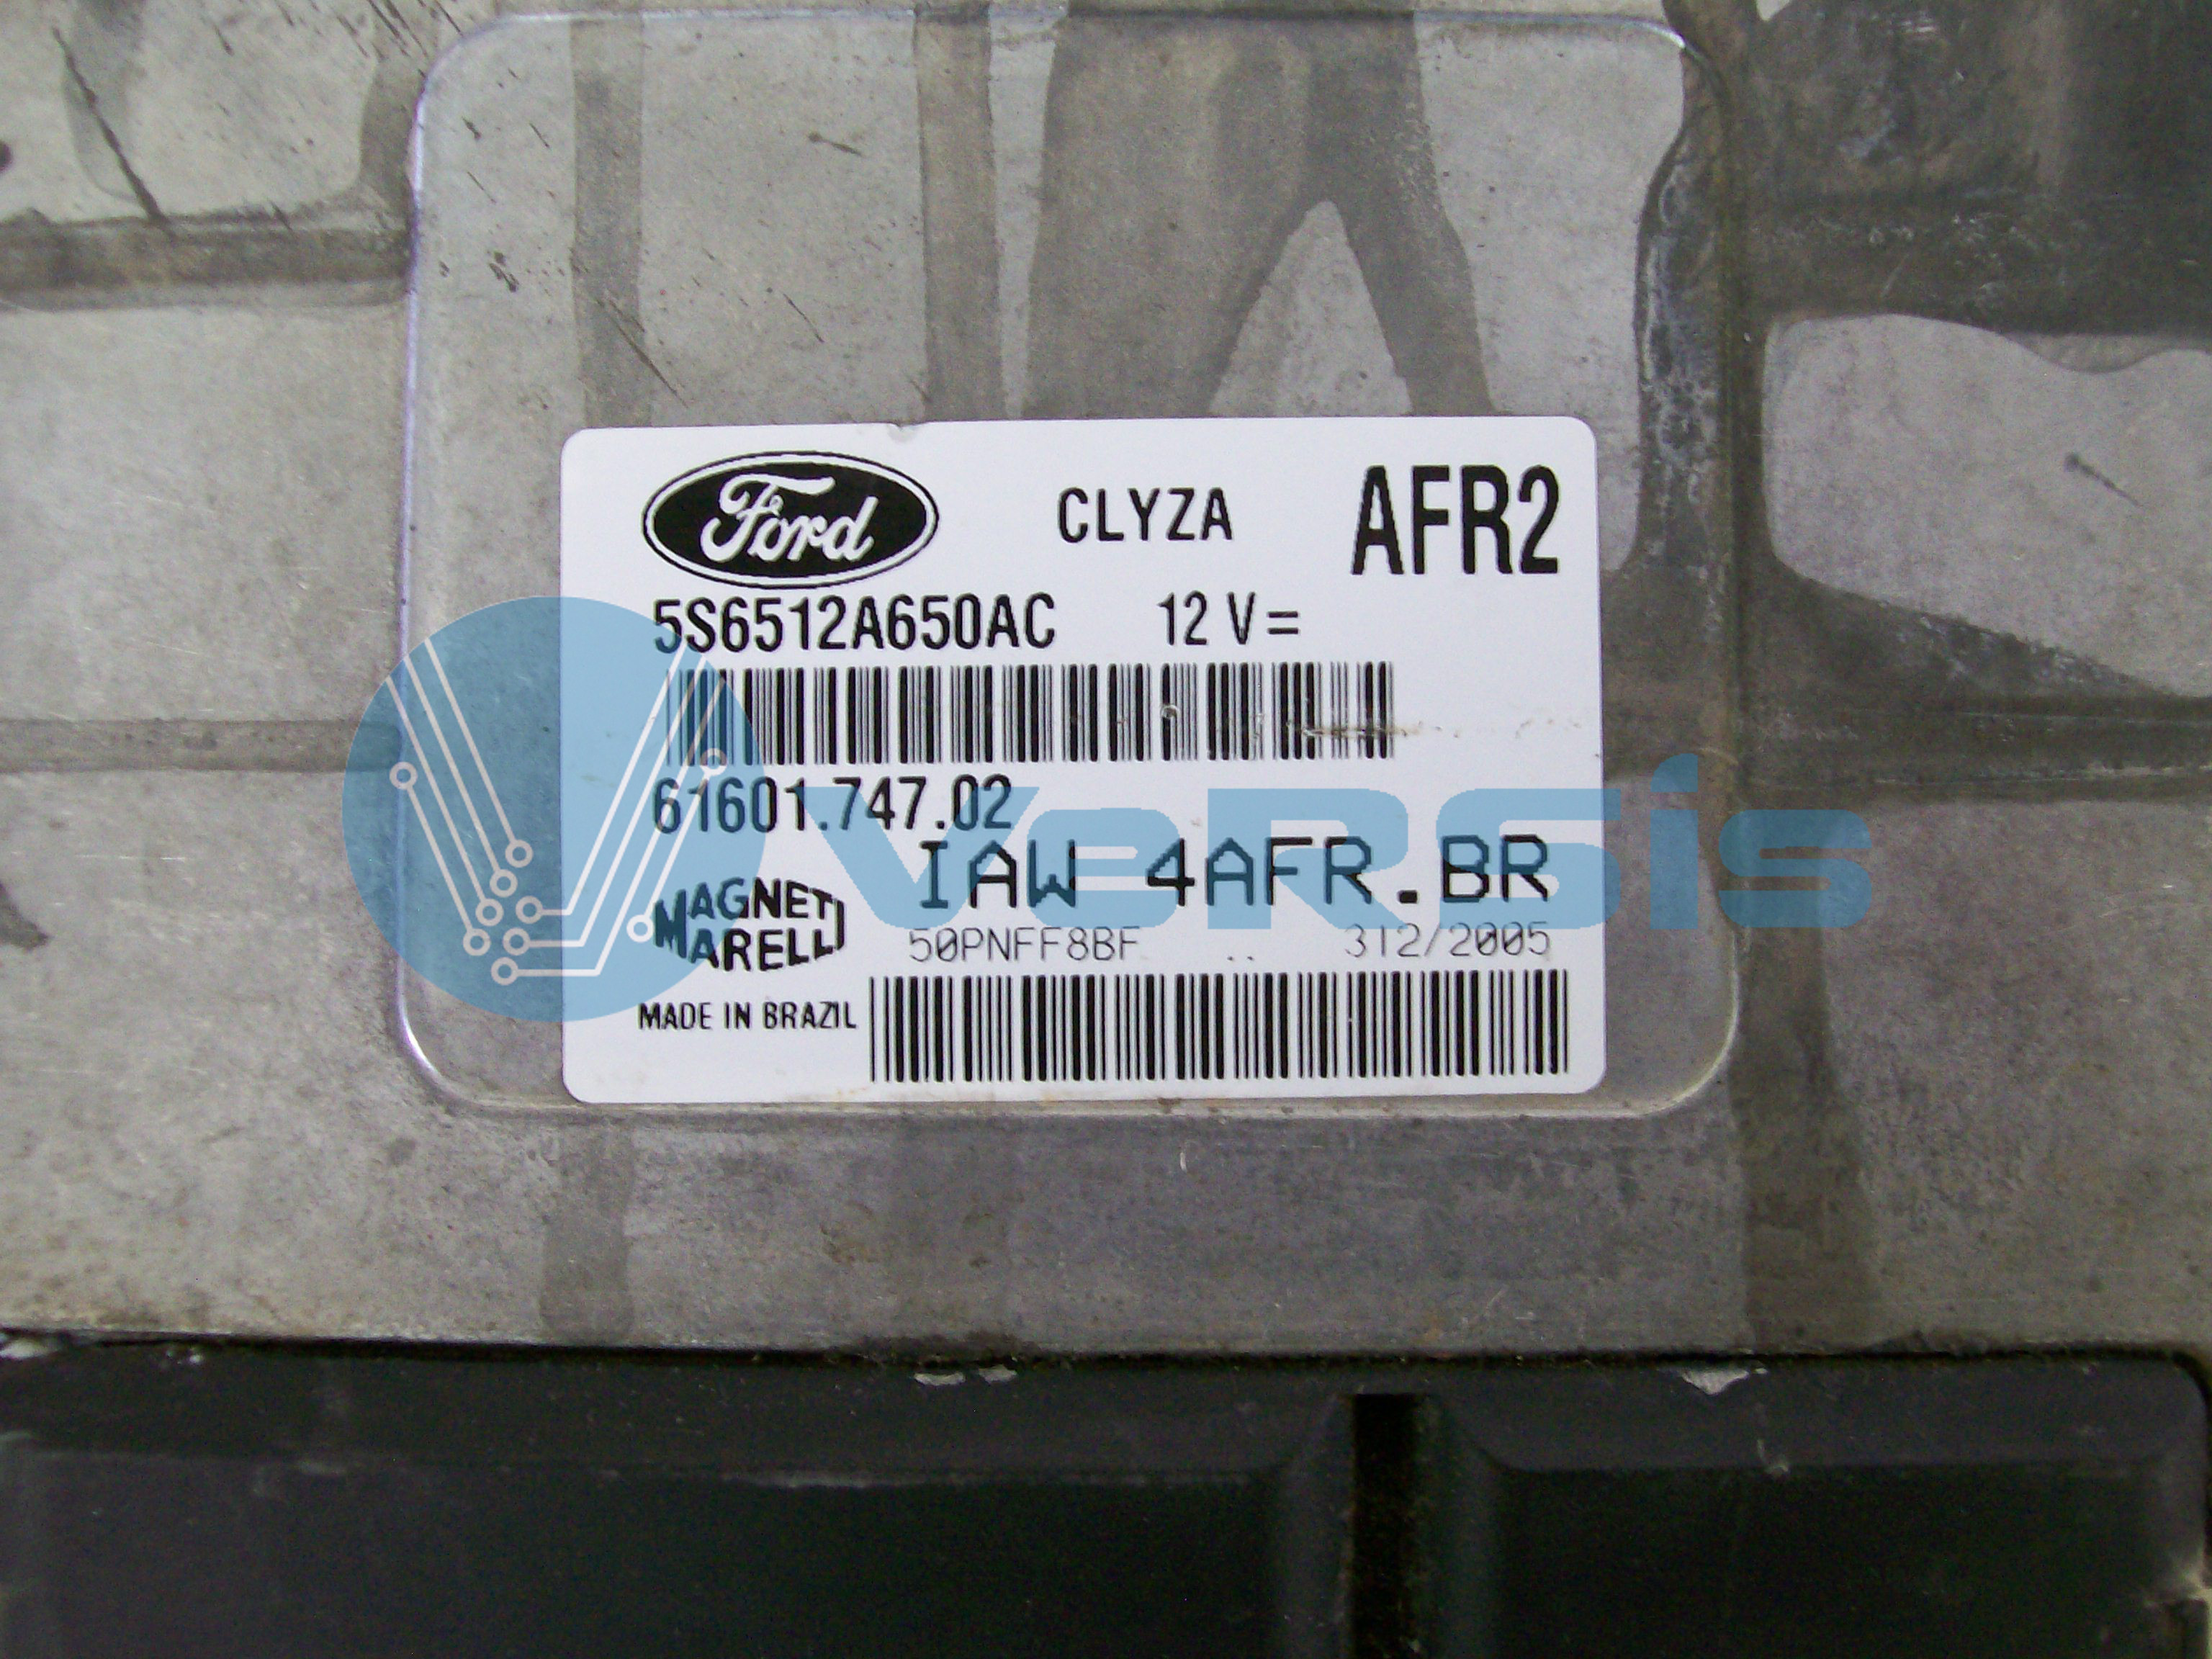 Ford CLYZA AFR2
5S6512A650AC 12 V=
61601.747.02
VeRSis
IAW 4AFR.BR
MAGNETI
MARELLI
50PNFF8BF .. 312/2005
MADE IN BRAZIL